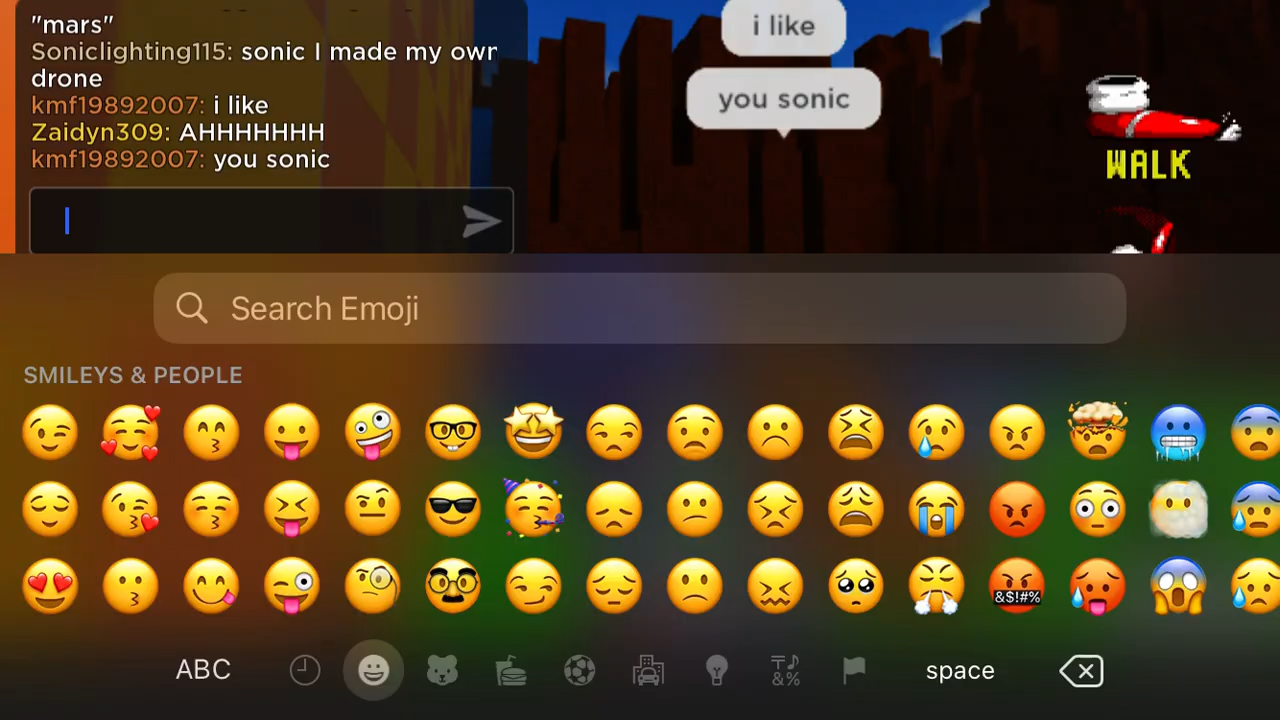 "mars"
Soniclighting115: sonic I made my own
drone
kmf19892007: i like
Zaidyn309: AHHHHHHH
kmf19892007: you sonic
i like
you sonic
WALK
Search Emoji
SMILEYS & PEOPLE
&$!#%
ABC
space